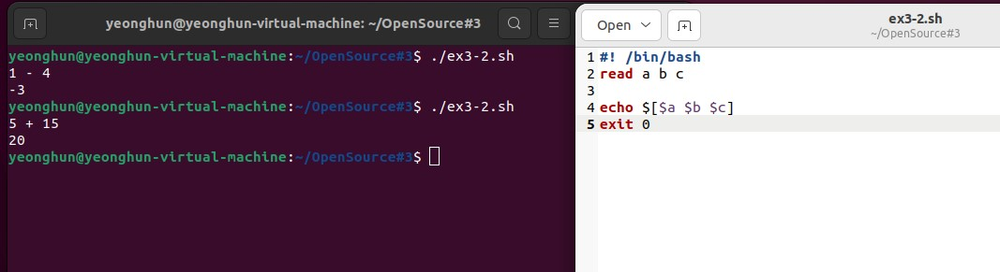 yeonghun@yeonghun-virtual-machine: ~/OpenSource#3
yeonghun@yeonghun-virtual-machine:~/OpenSource#3$ ./ex3-2.sh
1 - 4
-3
yeonghun@yeonghun-virtual-machine:~/OpenSource#3$ ./ex3-2.sh
5 + 15
20
yeonghun@yeonghun-virtual-machine:~/OpenSource#3$
Open
ex3-2.sh
~/OpenSource#3
1 #! /bin/bash
2 read a b c
3
4 echo $[$a $b $c]
5 exit 0